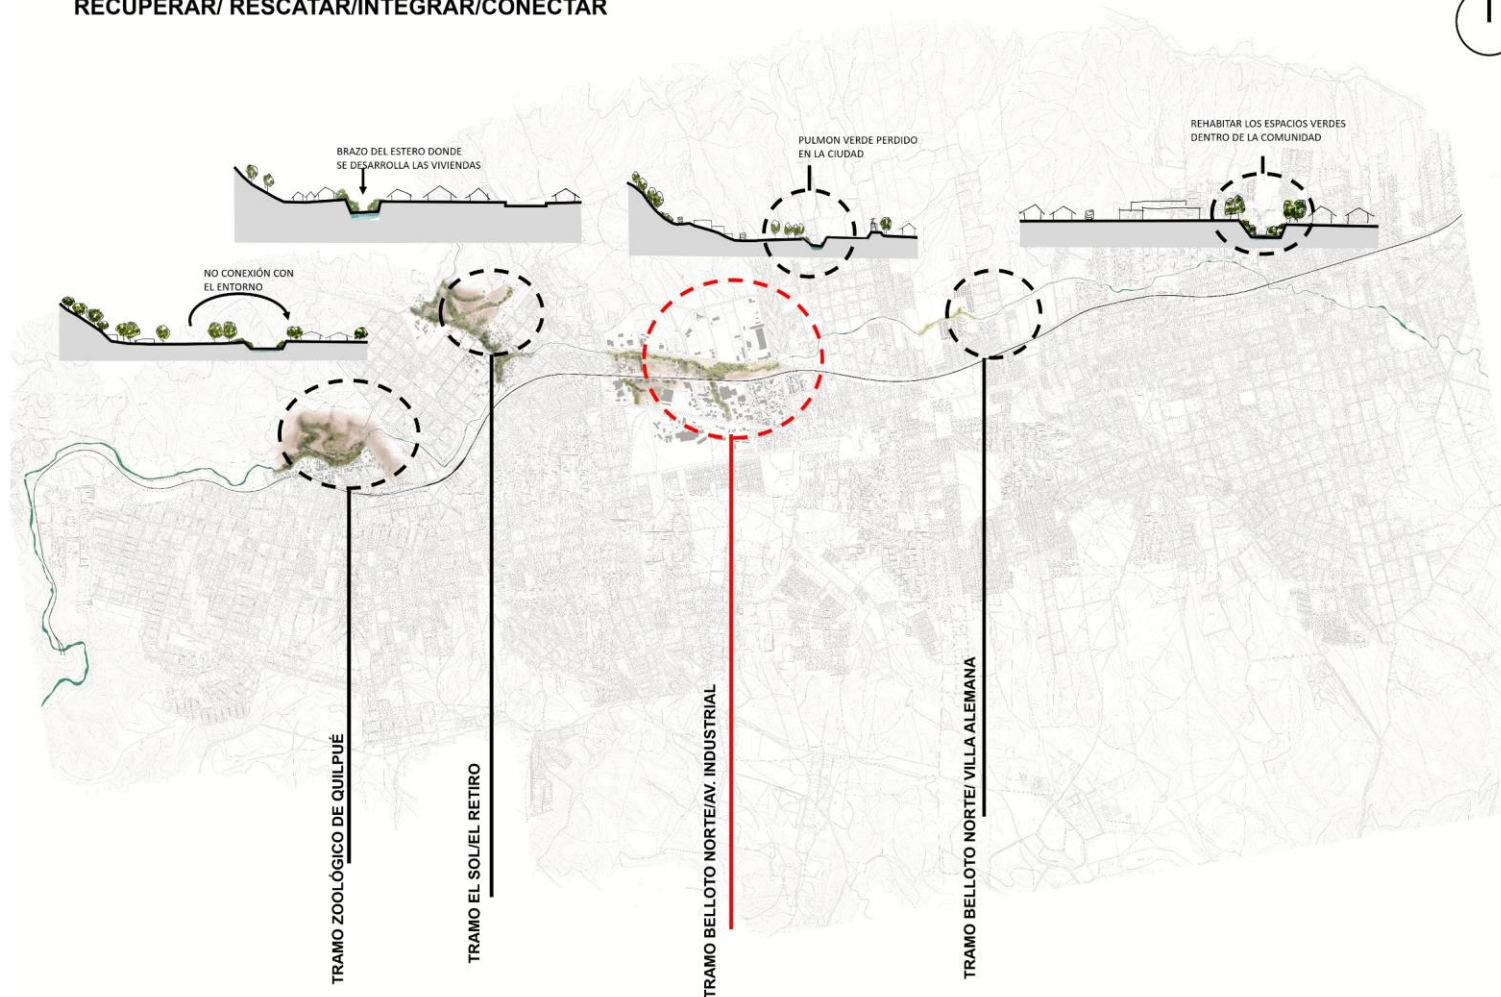 RECUPERAR/ RESCATAR/INTEGRAR/CONECTAR
BRAZO DEL ESTERO DONDE
SE DESARROLLA LAS VIVIENDAS
PULMON VERDE PERDIDO
EN LA CIUDAD
REHABITAR LOS ESPACIOS VERDES
DENTRO DE LA COMUNIDAD
NO CONEXIÓN CON
EL ENTORNO
TRAMO ZOOLÓGICO DE QUILPUÉ
TRAMO EL SOL/EL RETIRO
TRAMO BELLOTO NORTE/AV. INDUSTRIAL
TRAMO BELLOTO NORTE/ VILLA ALEMANA